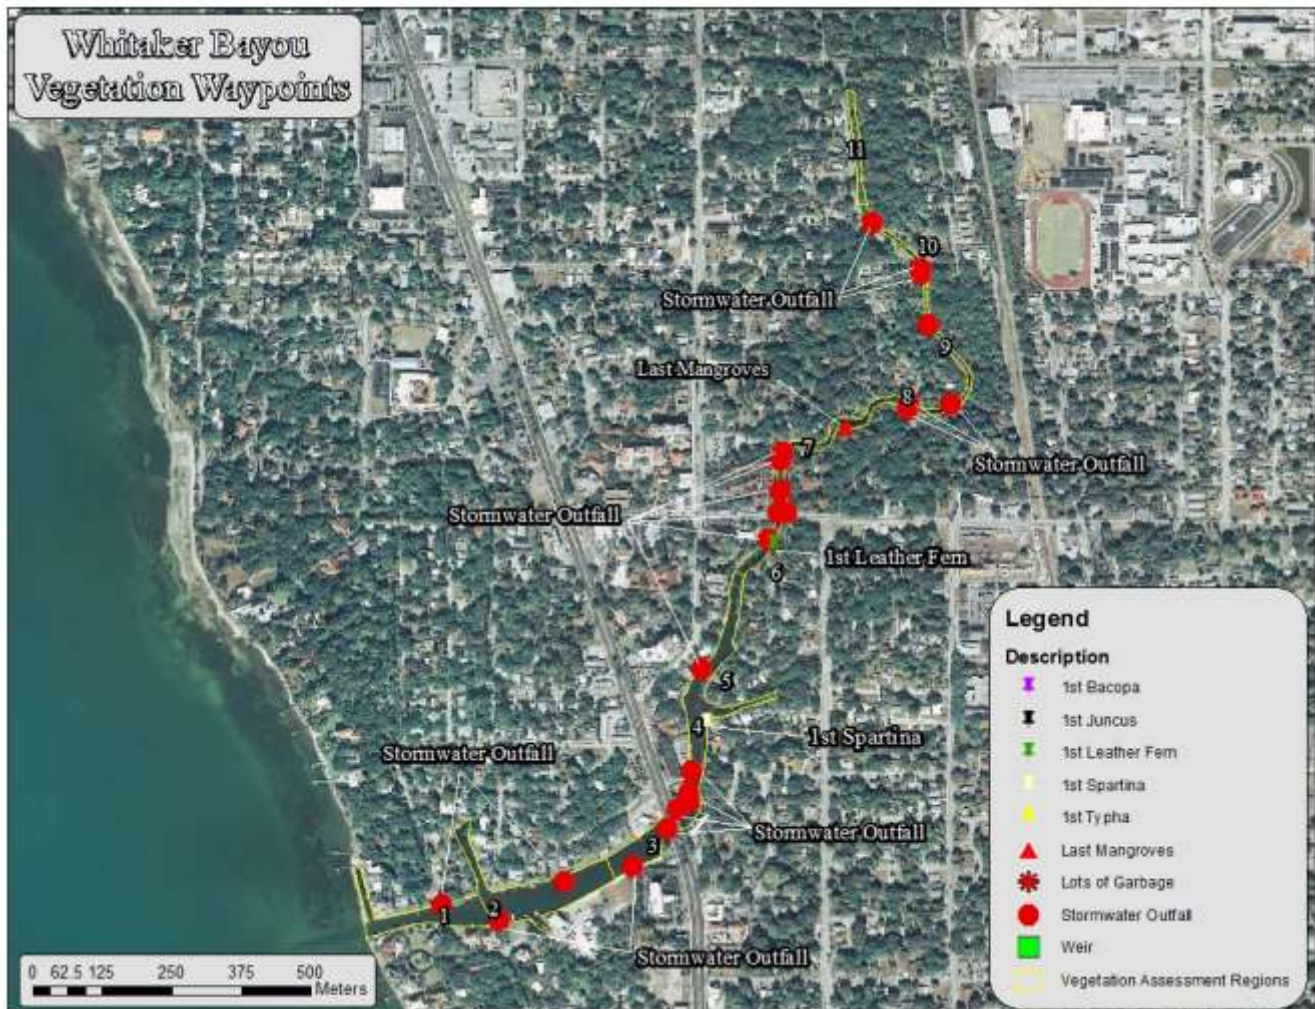 Whitaker Bayou
Vegetation Waypoints
11
10
Stormwater Outfall
9
Last Mangroves
8
7
Stormwater Outfall
Stormwater Outfall
1st Leather Fern
6
5
4
1st Spartina
Stormwater Outfall
Stormwater Outfall
3
2
1
Stormwater Outfall
Legend
Description
1st Bacopa
1st Juncus
1st Leather Fern
1st Spartina
1st Typha
Last Mangroves
Lots of Garbage
Stormwater Outfall
Weir
Vegetation Assessment Regions
0 62.5 125 250 375 500
Meters